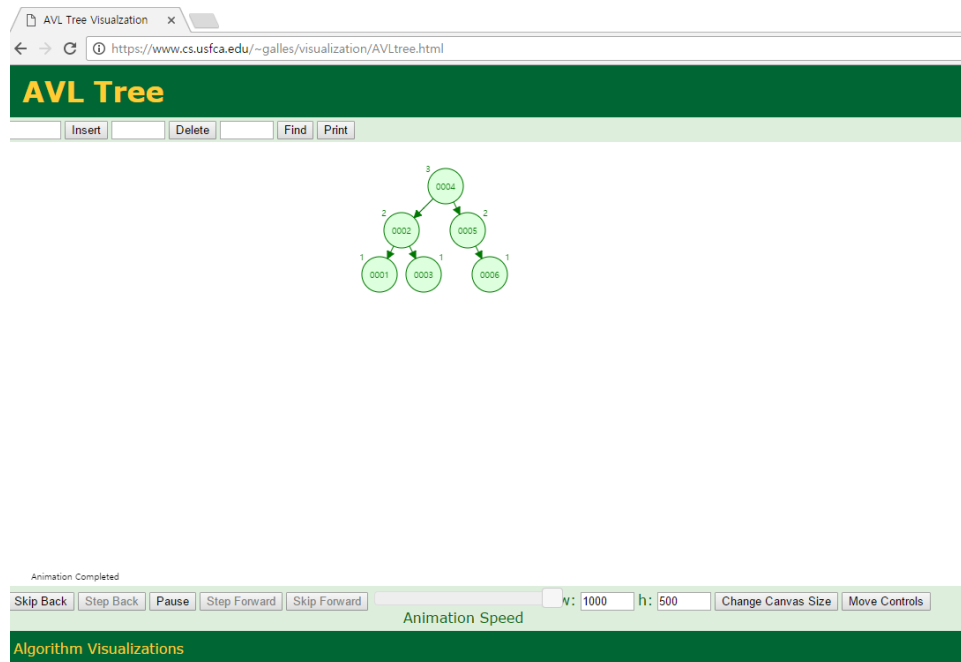 AVL Tree Visualzation
https://www.cs.usfca.edu/~galles/visualization/AVLtree.html
AVL Tree
Insert Delete Find Print
3
0004
2 2
0002 0005
1 1 1
0001 0003 0006
Animation Completed
Skip Back Step Back Pause Step Forward Skip Forward w: 1000 h: 500 Change Canvas Size Move Controls
Animation Speed
Algorithm Visualizations